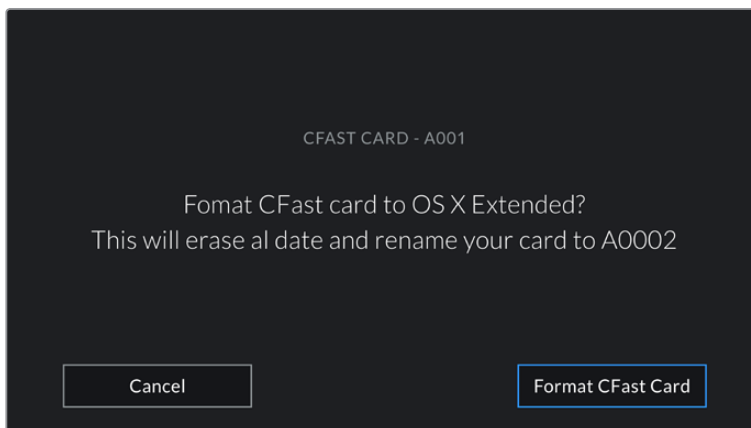 CFAST CARD - A001
Fomat CFast card to OS X Extended?
This will erase al date and rename your card to A0002
Cancel
Format CFast Card